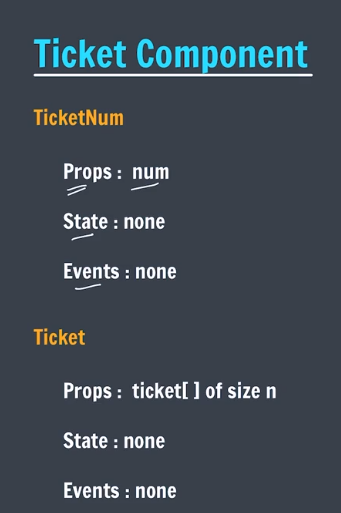 Ticket Component
TicketNum
Props : num
State : none
Events : none
Ticket
Props : ticket[ ] of size n
State : none
Events : none